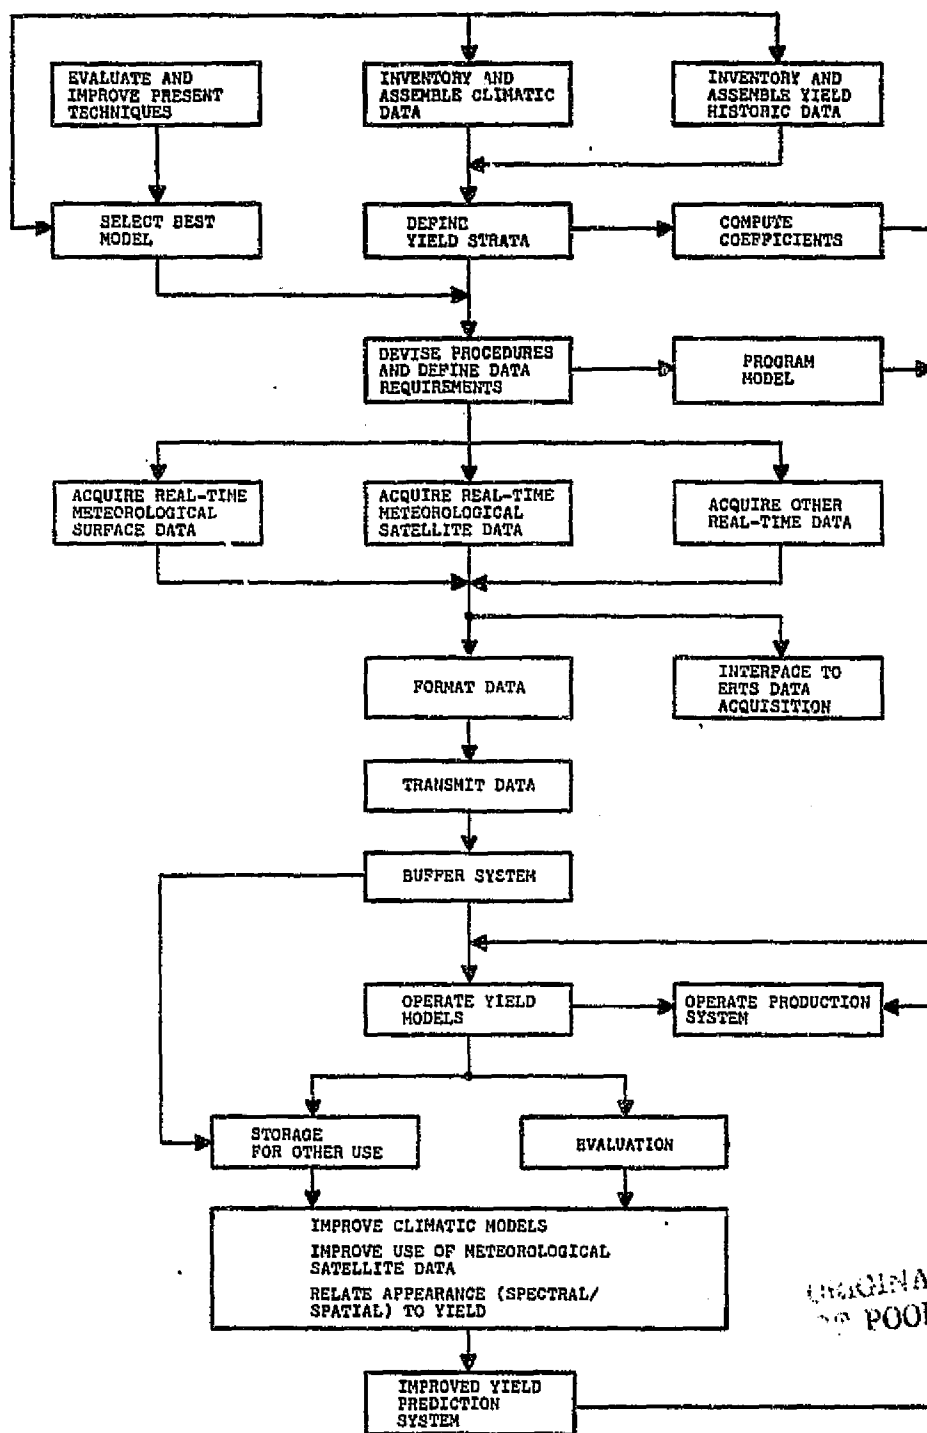 EVALUATE AND
IMPROVE PRESENT
TECHNIQUES
INVENTORY AND
ASSEMBLE CLIMATIC
DATA
INVENTORY AND
ASSEMBLE YIELD
HISTORIC DATA
SELECT BEST
MODEL
DEFINE
YIELD STRATA
COMPUTE
COEFFICIENTS
DEVISE PROCEDURES
AND DEFINE DATA
REQUIREMENTS
PROGRAM
MODEL
ACQUIRE REAL-TIME
METEOROLOGICAL
SURFACE DATA
ACQUIRE REAL-TIME
METEOROLOGICAL
SATELLITE DATA
ACQUIRE OTHER
REAL-TIME DATA
FORMAT DATA
INTERFACE TO
ERTS DATA
ACQUISITION
TRANSMIT DATA
BUFFER SYSTEM
OPERATE YIELD
MODELS
OPERATE PRODUCTION
SYSTEM
STORAGE
FOR OTHER USE
EVALUATION
IMPROVE CLIMATIC MODELS
IMPROVE USE OF METEOROLOGICAL
SATELLITE DATA
RELATE APPEARANCE (SPECTRAL/
SPATIAL) TO YIELD
POO
IMPROVED YIELD
PREDICTION
SYSTEM